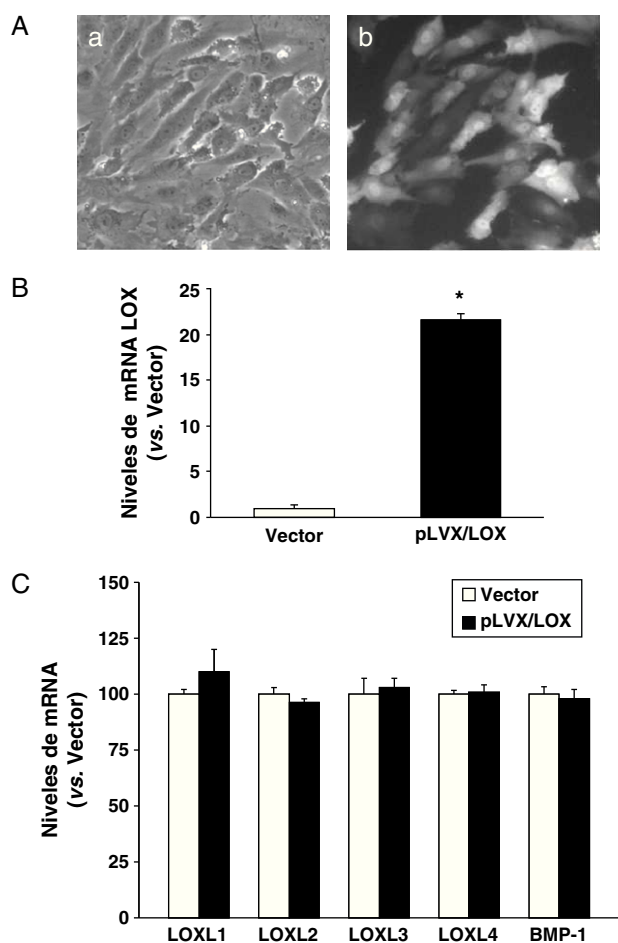 A
a
b
B
Niveles de mRNA LOX
(vs. Vector)
25
20
15
10
5
0
*
Vector
pLVX/LOX
C
Niveles de mRNA
(vs. Vector)
150
125
100
75
50
25
0
Vector
pLVX/LOX
LOXL1 LOXL2 LOXL3 LOXL4 BMP-1